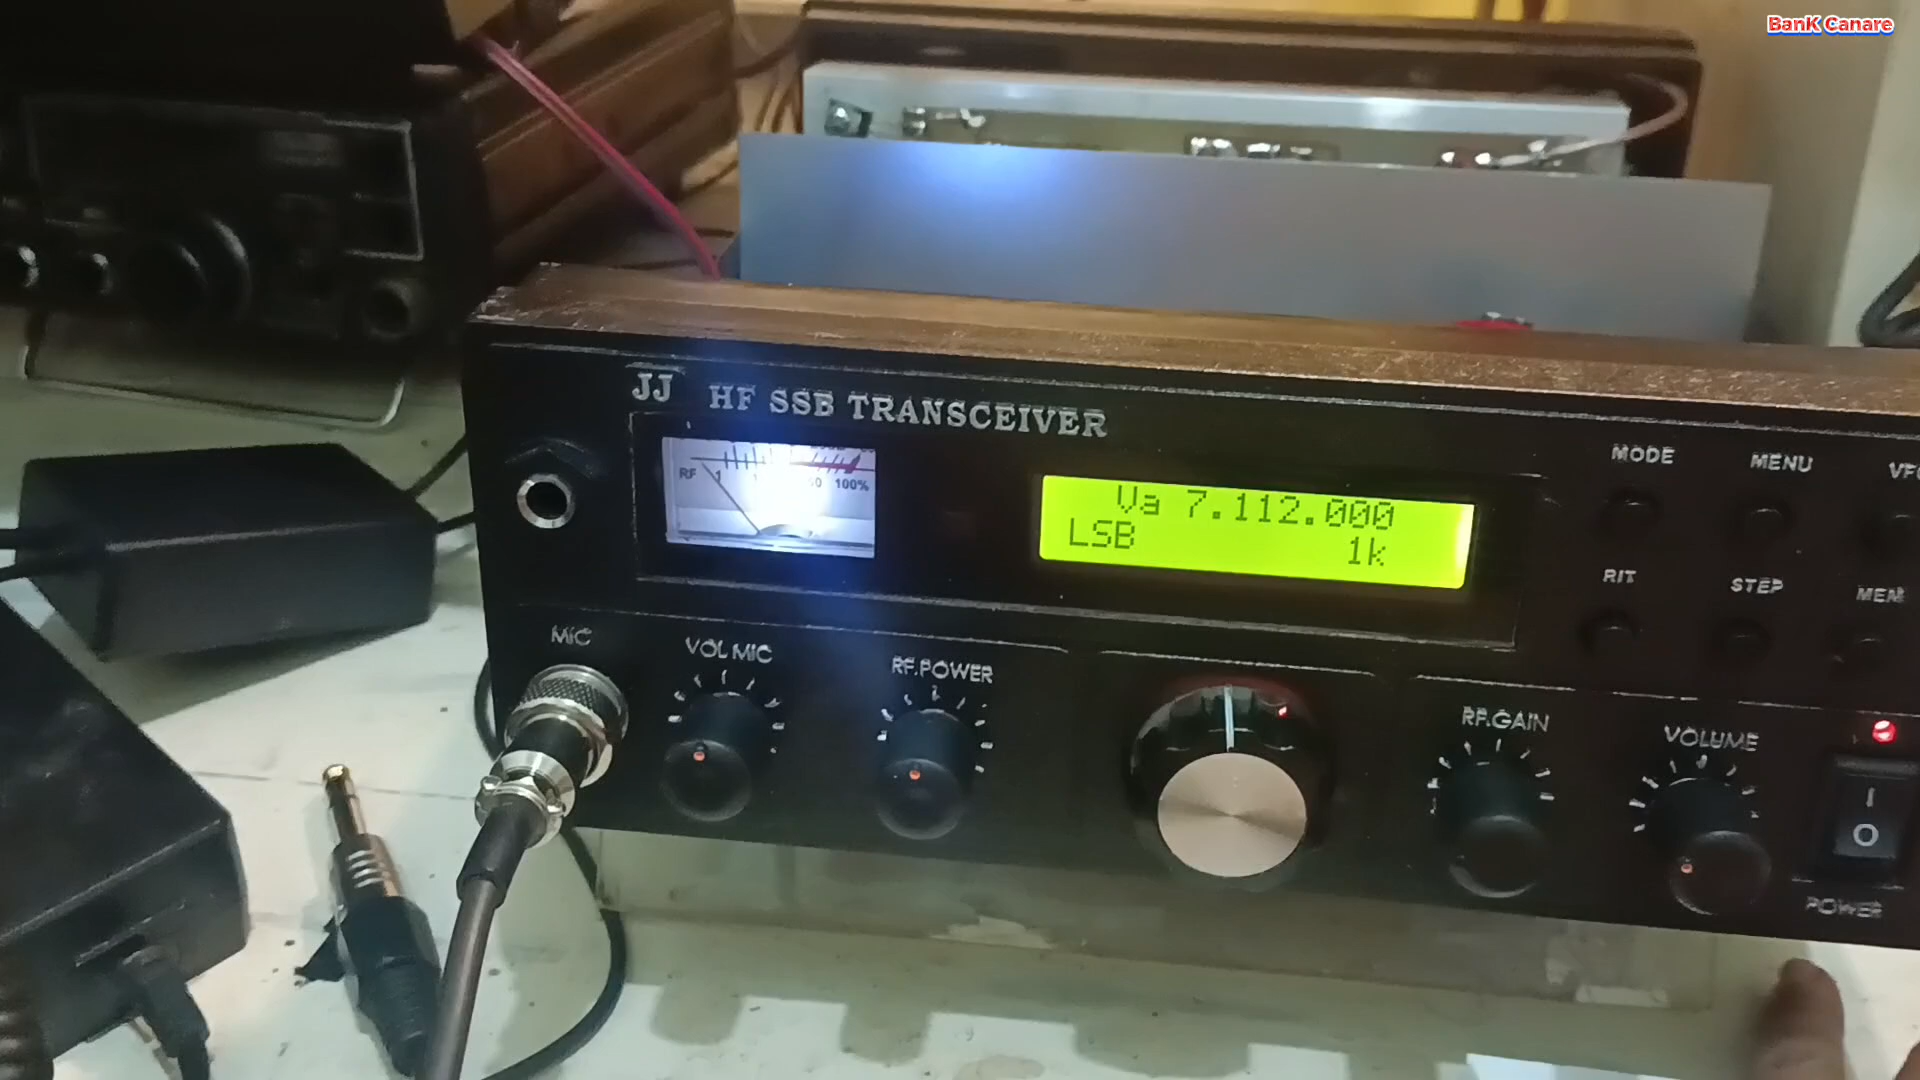 BanK Canare
JJ HF SSB TRANSCEIVER
RF 1 100%
Va 7.112.000
LSB 1k
MODE MENU
RIT STEP MEM
MIC VOL MIC RF.POWER RF.GAIN VOLUME
I
O
POWER